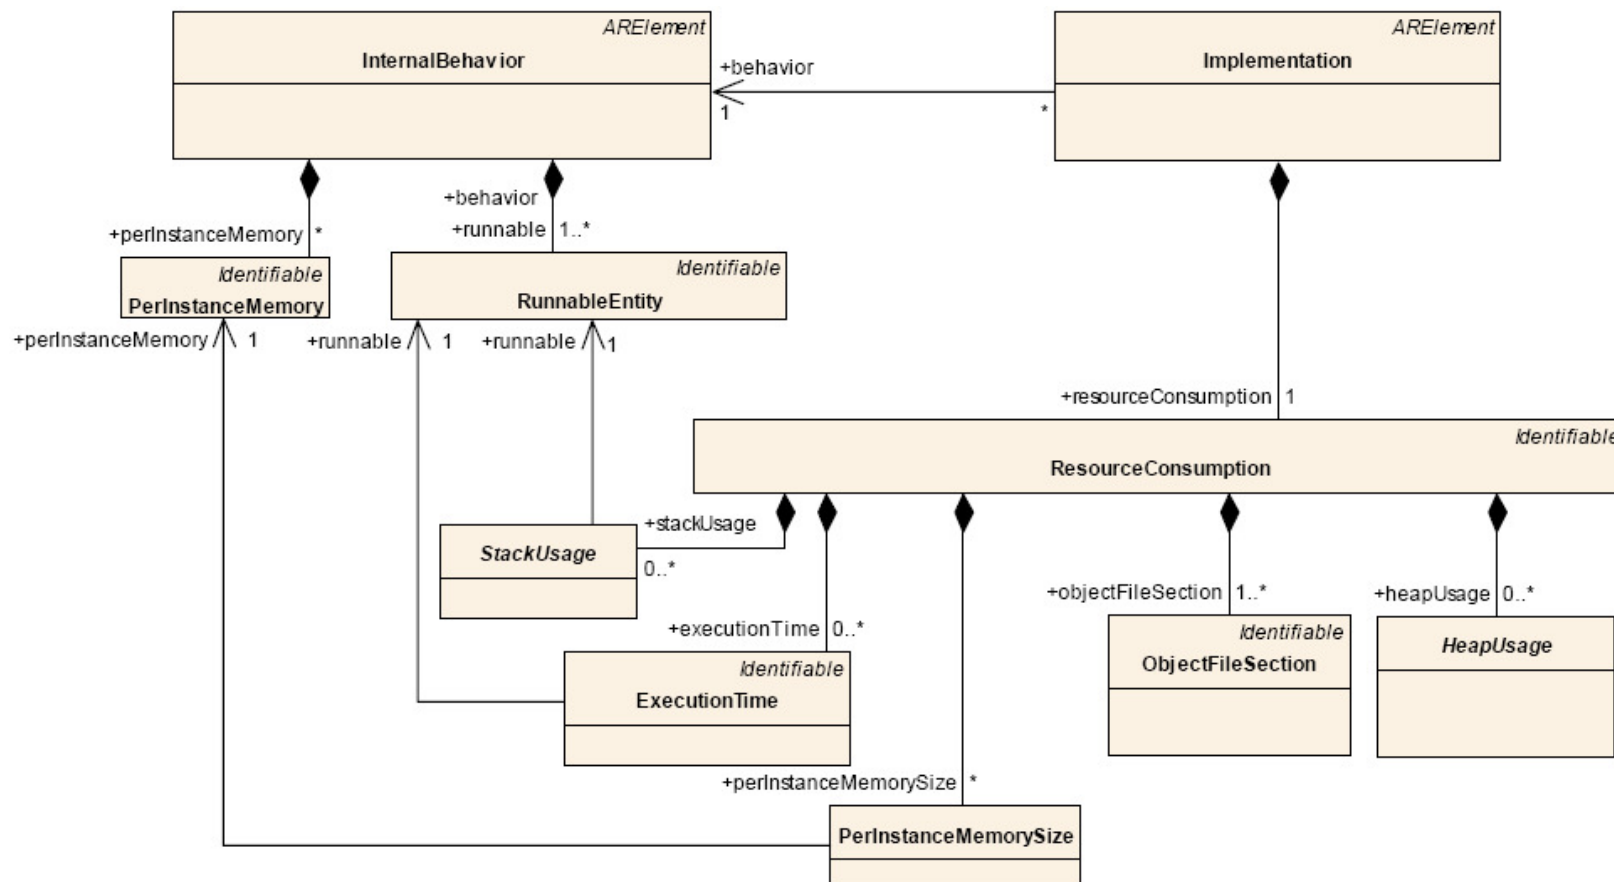 ARElement
InternalBehavior
ARElement
Implementation
+behavior
1
*
+behavior
+perInstanceMemory *
+runnable 1..*
Identifiable
PerInstanceMemory
Identifiable
RunnableEntity
+perInstanceMemory 1
+runnable 1
+runnable 1
+resourceConsumption 1
Identifiable
ResourceConsumption
+stackUsage
0..*
StackUsage
+executionTime 0..*
+objectFileSection 1..*
+heapUsage 0..*
Identifiable
ExecutionTime
Identifiable
ObjectFileSection
HeapUsage
+perInstanceMemorySize *
PerInstanceMemorySize